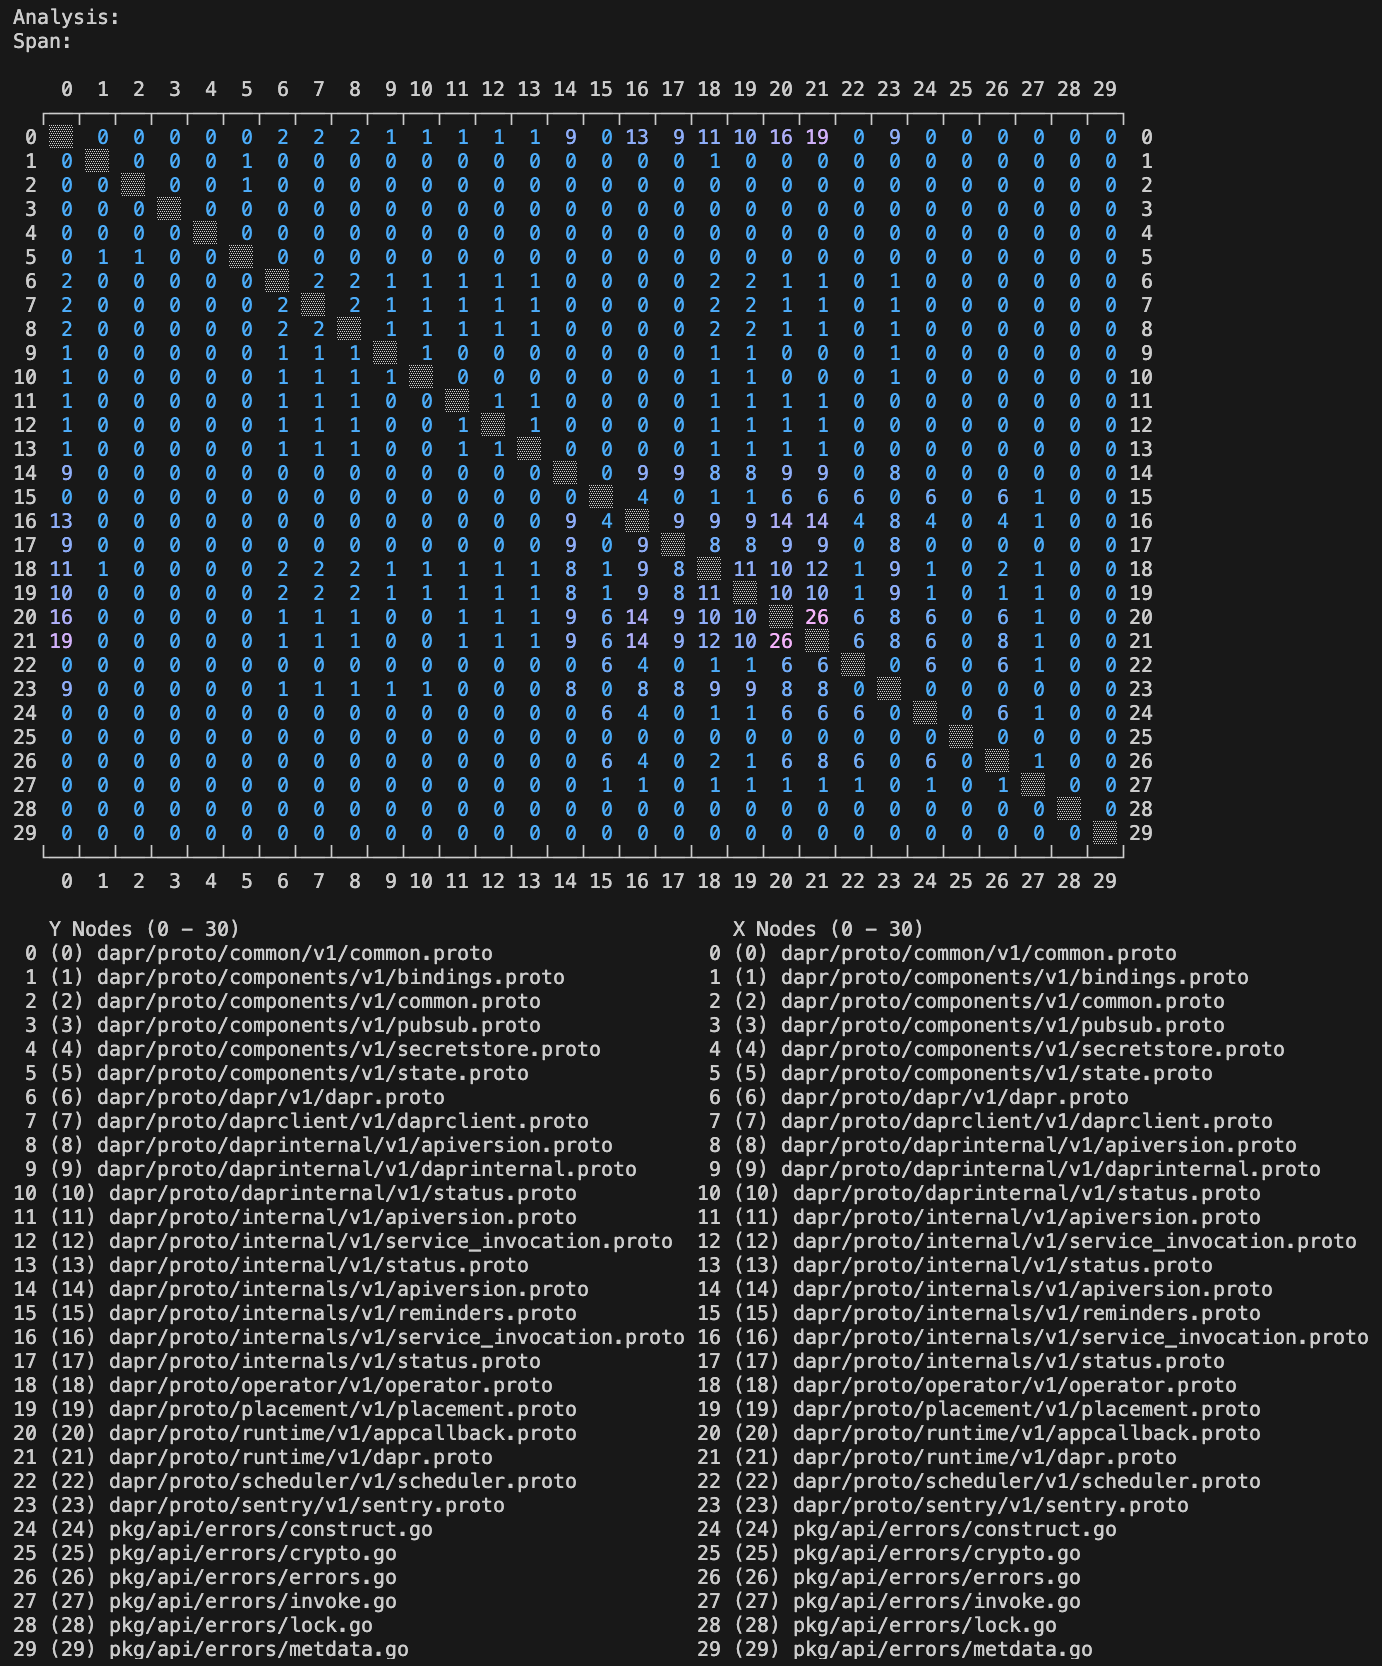 Analysis:
Span:
0 1 2 3 4 5 6 7 8 9 10 11 12 13 14 15 16 17 18 19 20 21 22 23 24 25 26 27 28 29
0 0 0 0 0 0 2 2 2 1 1 1 1 1 9 0 13 9 11 10 16 19 0 9 0 0 0 0 0 0 0
1 0 0 0 0 1 0 0 0 0 0 0 0 0 0 0 0 0 1 0 0 0 0 0 0 0 0 0 0 0 1
2 0 0 0 0 1 0 0 0 0 0 0 0 0 0 0 0 0 0 0 0 0 0 0 0 0 0 0 0 0 2
3 0 0 0 0 0 0 0 0 0 0 0 0 0 0 0 0 0 0 0 0 0 0 0 0 0 0 0 0 0 3
4 0 0 0 0 0 0 0 0 0 0 0 0 0 0 0 0 0 0 0 0 0 0 0 0 0 0 0 0 0 4
5 0 1 1 0 0 0 0 0 0 0 0 0 0 0 0 0 0 0 0 0 0 0 0 0 0 0 0 0 0 5
6 2 0 0 0 0 0 2 2 1 1 1 1 1 0 0 0 0 2 2 1 1 0 1 0 0 0 0 0 0 6
7 2 0 0 0 0 0 2 2 1 1 1 1 1 0 0 0 0 2 2 1 1 0 1 0 0 0 0 0 0 7
8 2 0 0 0 0 0 2 2 1 1 1 1 1 0 0 0 0 2 2 1 1 0 1 0 0 0 0 0 0 8
9 1 0 0 0 0 0 1 1 1 1 0 0 0 0 0 0 0 1 1 0 0 0 1 0 0 0 0 0 0 9
10 1 0 0 0 0 0 1 1 1 1 0 0 0 0 0 0 0 1 1 0 0 0 1 0 0 0 0 0 0 10
11 1 0 0 0 0 0 1 1 1 0 0 1 1 0 0 0 0 1 1 1 1 0 0 0 0 0 0 0 0 11
12 1 0 0 0 0 0 1 1 1 0 0 1 1 0 0 0 0 1 1 1 1 0 0 0 0 0 0 0 0 12
13 1 0 0 0 0 0 1 1 1 0 0 1 1 0 0 0 0 1 1 1 1 0 0 0 0 0 0 0 0 13
14 9 0 0 0 0 0 0 0 0 0 0 0 0 0 0 9 9 8 8 9 9 0 8 0 0 0 0 0 0 14
15 0 0 0 0 0 0 0 0 0 0 0 0 0 0 0 4 0 1 1 6 6 6 0 6 0 6 1 0 0 15
16 13 0 0 0 0 0 0 0 0 0 0 0 0 0 9 4 9 9 9 14 14 4 8 4 0 4 1 0 0 16
17 9 0 0 0 0 0 0 0 0 0 0 0 0 0 9 0 9 8 8 9 9 0 8 0 0 0 0 0 0 17
18 11 1 0 0 0 0 2 2 2 1 1 1 1 1 8 1 9 8 11 10 12 1 9 1 0 2 1 0 0 18
19 10 0 0 0 0 0 2 2 2 1 1 1 1 1 8 1 9 8 11 10 10 1 9 1 0 1 1 0 0 19
20 16 0 0 0 0 0 1 1 1 0 0 1 1 1 9 6 14 9 10 10 26 6 8 6 0 6 1 0 0 20
21 19 0 0 0 0 0 1 1 1 0 0 1 1 1 9 6 14 9 12 10 26 6 8 6 0 8 1 0 0 21
22 0 0 0 0 0 0 0 0 0 0 0 0 0 0 0 6 4 0 1 1 6 6 0 6 0 6 1 0 0 22
23 9 0 0 0 0 0 1 1 1 1 1 0 0 0 8 0 8 8 9 9 8 8 0 0 0 0 0 0 0 23
24 0 0 0 0 0 0 0 0 0 0 0 0 0 0 0 6 4 0 1 1 6 6 6 0 0 6 1 0 0 24
25 0 0 0 0 0 0 0 0 0 0 0 0 0 0 0 0 0 0 0 0 0 0 0 0 0 0 0 0 0 25
26 0 0 0 0 0 0 0 0 0 0 0 0 0 0 0 6 4 0 2 1 6 8 6 0 6 0 1 0 0 26
27 0 0 0 0 0 0 0 0 0 0 0 0 0 0 0 1 1 0 1 1 1 1 1 0 1 0 1 0 0 27
28 0 0 0 0 0 0 0 0 0 0 0 0 0 0 0 0 0 0 0 0 0 0 0 0 0 0 0 0 0 28
29 0 0 0 0 0 0 0 0 0 0 0 0 0 0 0 0 0 0 0 0 0 0 0 0 0 0 0 0 0 29
0 1 2 3 4 5 6 7 8 9 10 11 12 13 14 15 16 17 18 19 20 21 22 23 24 25 26 27 28 29
Y Nodes (0 - 30) X Nodes (0 - 30)
0 (0) dapr/proto/common/v1/common.proto 0 (0) dapr/proto/common/v1/common.proto
1 (1) dapr/proto/components/v1/bindings.proto 1 (1) dapr/proto/components/v1/bindings.proto
2 (2) dapr/proto/components/v1/common.proto 2 (2) dapr/proto/components/v1/common.proto
3 (3) dapr/proto/components/v1/pubsub.proto 3 (3) dapr/proto/components/v1/pubsub.proto
4 (4) dapr/proto/components/v1/secretstore.proto 4 (4) dapr/proto/components/v1/secretstore.proto
5 (5) dapr/proto/components/v1/state.proto 5 (5) dapr/proto/components/v1/state.proto
6 (6) dapr/proto/dapr/v1/dapr.proto 6 (6) dapr/proto/dapr/v1/dapr.proto
7 (7) dapr/proto/daprclient/v1/daprclient.proto 7 (7) dapr/proto/daprclient/v1/daprclient.proto
8 (8) dapr/proto/daprinternal/v1/apiversion.proto 8 (8) dapr/proto/daprinternal/v1/apiversion.proto
9 (9) dapr/proto/daprinternal/v1/daprinternal.proto 9 (9) dapr/proto/daprinternal/v1/daprinternal.proto
10 (10) dapr/proto/daprinternal/v1/status.proto 10 (10) dapr/proto/daprinternal/v1/status.proto
11 (11) dapr/proto/internal/v1/apiversion.proto 11 (11) dapr/proto/internal/v1/apiversion.proto
12 (12) dapr/proto/internal/v1/service_invocation.proto 12 (12) dapr/proto/internal/v1/service_invocation.proto
13 (13) dapr/proto/internal/v1/status.proto 13 (13) dapr/proto/internal/v1/status.proto
14 (14) dapr/proto/internals/v1/apiversion.proto 14 (14) dapr/proto/internals/v1/apiversion.proto
15 (15) dapr/proto/internals/v1/reminders.proto 15 (15) dapr/proto/internals/v1/reminders.proto
16 (16) dapr/proto/internals/v1/service_invocation.proto 16 (16) dapr/proto/internals/v1/service_invocation.proto
17 (17) dapr/proto/internals/v1/status.proto 17 (17) dapr/proto/internals/v1/status.proto
18 (18) dapr/proto/operator/v1/operator.proto 18 (18) dapr/proto/operator/v1/operator.proto
19 (19) dapr/proto/placement/v1/placement.proto 19 (19) dapr/proto/placement/v1/placement.proto
20 (20) dapr/proto/runtime/v1/appcallback.proto 20 (20) dapr/proto/runtime/v1/appcallback.proto
21 (21) dapr/proto/runtime/v1/dapr.proto 21 (21) dapr/proto/runtime/v1/dapr.proto
22 (22) dapr/proto/scheduler/v1/scheduler.proto 22 (22) dapr/proto/scheduler/v1/scheduler.proto
23 (23) dapr/proto/sentry/v1/sentry.proto 23 (23) dapr/proto/sentry/v1/sentry.proto
24 (24) pkg/api/errors/construct.go 24 (24) pkg/api/errors/construct.go
25 (25) pkg/api/errors/crypto.go 25 (25) pkg/api/errors/crypto.go
26 (26) pkg/api/errors/errors.go 26 (26) pkg/api/errors/errors.go
27 (27) pkg/api/errors/invoke.go 27 (27) pkg/api/errors/invoke.go
28 (28) pkg/api/errors/lock.go 28 (28) pkg/api/errors/lock.go
29 (29) pkg/api/errors/metdata.go 29 (29) pkg/api/errors/metdata.go